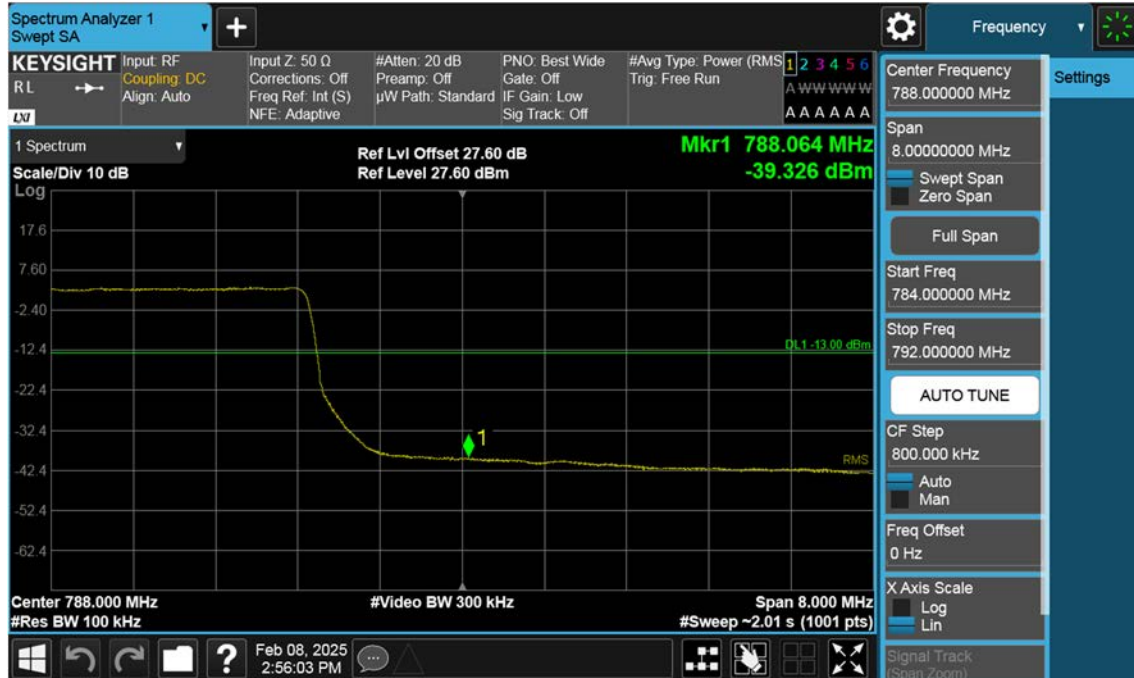 Spectrum Analyzer 1
Swept SA
Frequency
KEYSIGHT
RL
LXI
Input: RF
Coupling: DC
Align: Auto
Input Z: 50 Ω
Corrections: Off
Freq Ref: Int (S)
NFE: Adaptive
#Atten: 20 dB
Preamp: Off
µW Path: Standard
PNO: Best Wide
Gate: Off
IF Gain: Low
Sig Track: Off
#Avg Type: Power (RMS
Trig: Free Run
1 2 3 4 5 6
A W W W W W
A A A A A A
1 Spectrum
Scale/Div 10 dB
Log
Ref Lvl Offset 27.60 dB
Ref Level 27.60 dBm
Mkr1 788.064 MHz
-39.326 dBm
17.6
7.60
-2.40
-12.4
-22.4
-32.4
-42.4
-52.4
-62.4
DL1 -13.00 dBm
1
RMS
Center 788.000 MHz
#Res BW 100 kHz
#Video BW 300 kHz
Span 8.000 MHz
#Sweep ~2.01 s (1001 pts)
Feb 08, 2025
2:56:03 PM
Center Frequency
788.000000 MHz
Span
8.00000000 MHz
Swept Span
Zero Span
Full Span
Start Freq
784.000000 MHz
Stop Freq
792.000000 MHz
AUTO TUNE
CF Step
800.000 kHz
Auto
Man
Freq Offset
0 Hz
X Axis Scale
Log
Lin
Signal Track
(Span Zoom)
Settings